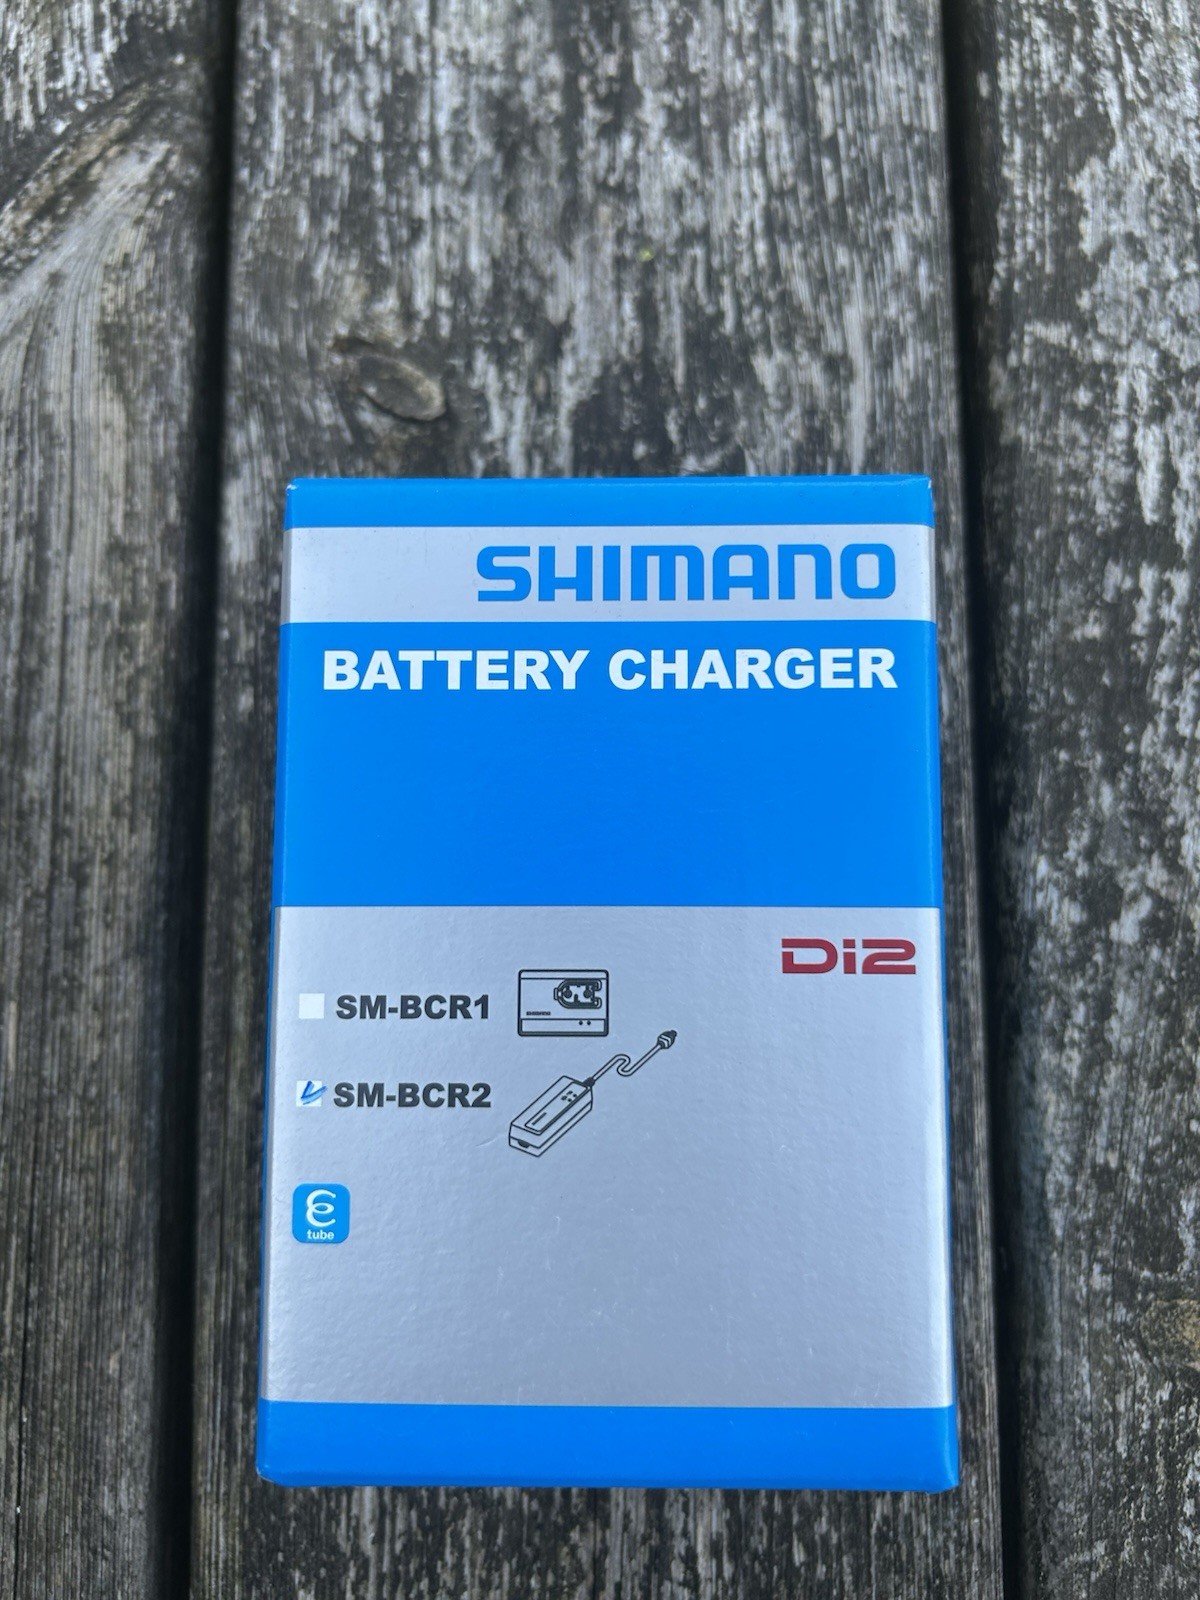 SHIMANO
BATTERY CHARGER
Di2
SM-BCR1
SM-BCR2
e
tube